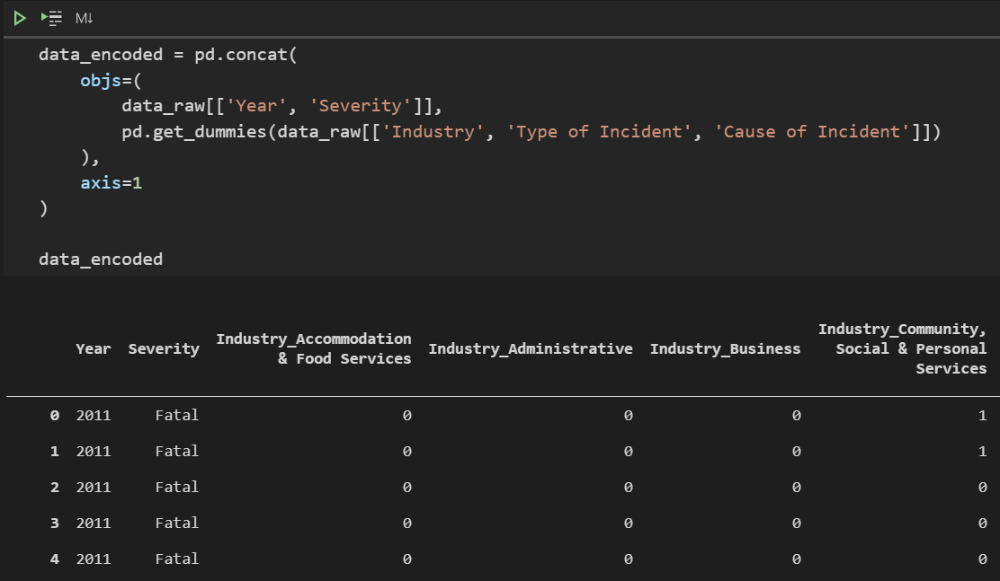 M↓
data_encoded = pd.concat(
objs=(
data_raw[['Year', 'Severity']],
pd.get_dummies(data_raw[['Industry', 'Type of Incident', 'Cause of Incident']])
),
axis=1
)
data_encoded
Year Severity Industry_Accommodation & Food Services Industry_Administrative Industry_Business Industry_Community, Social & Personal Services
0 2011 Fatal 0 0 0 1
1 2011 Fatal 0 0 0 1
2 2011 Fatal 0 0 0 0
3 2011 Fatal 0 0 0 0
4 2011 Fatal 0 0 0 0